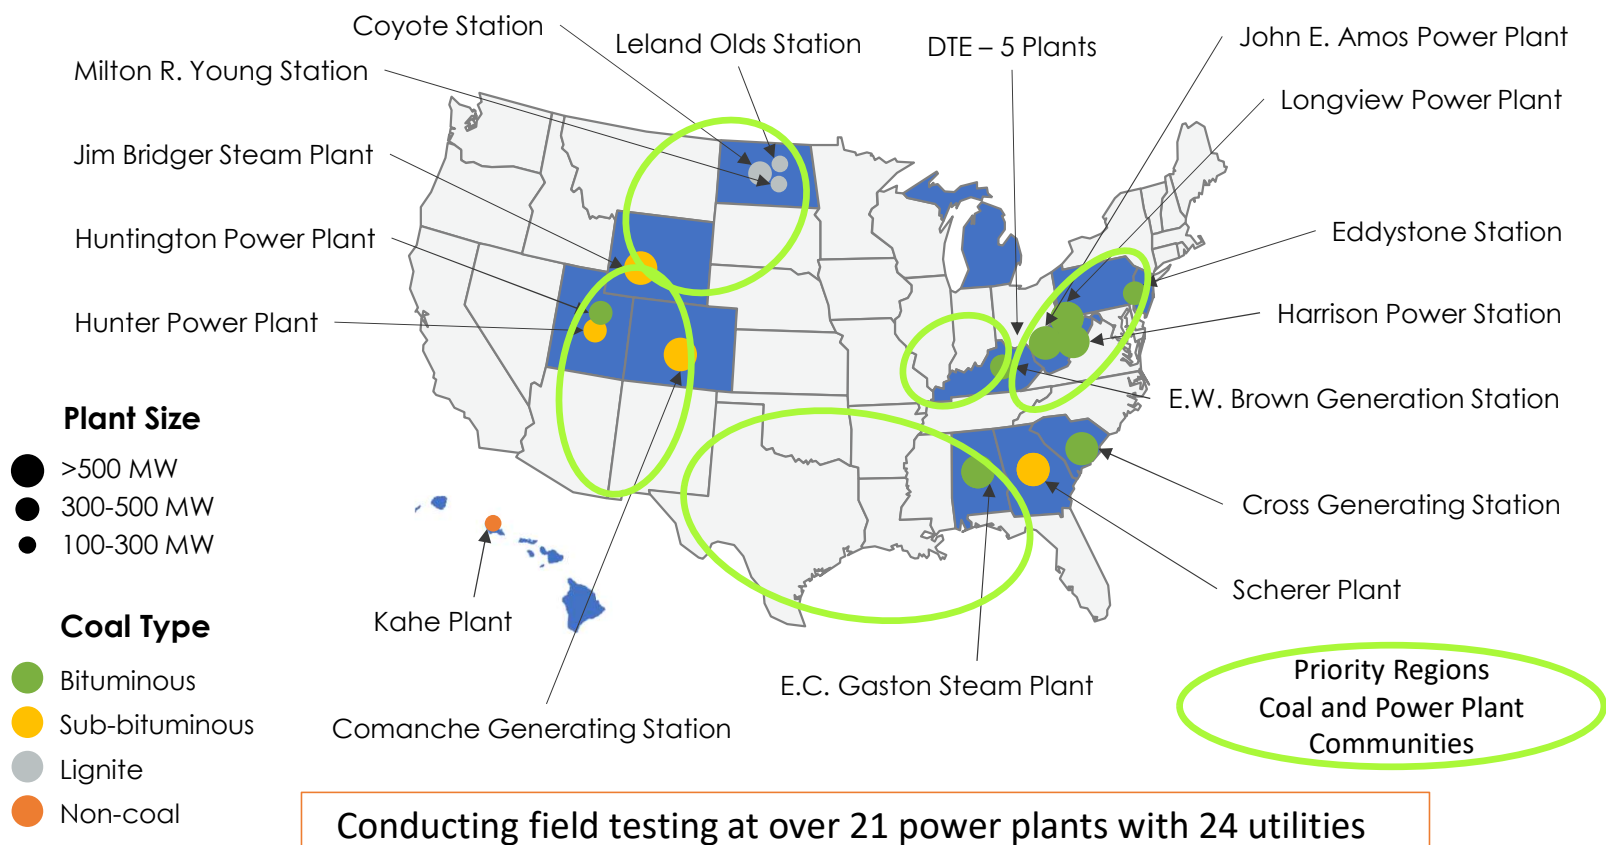 Coyote Station
Leland Olds Station
DTE – 5 Plants
John E. Amos Power Plant
Milton R. Young Station
Longview Power Plant
Jim Bridger Steam Plant
Huntington Power Plant
Eddystone Station
Hunter Power Plant
Harrison Power Station
E.W. Brown Generation Station
Plant Size
>500 MW
300-500 MW
100-300 MW
Cross Generating Station
Scherer Plant
Kahe Plant
E.C. Gaston Steam Plant
Comanche Generating Station
Coal Type
Bituminous
Sub-bituminous
Lignite
Non-coal
Priority Regions
Coal and Power Plant
Communities
Conducting field testing at over 21 power plants with 24 utilities